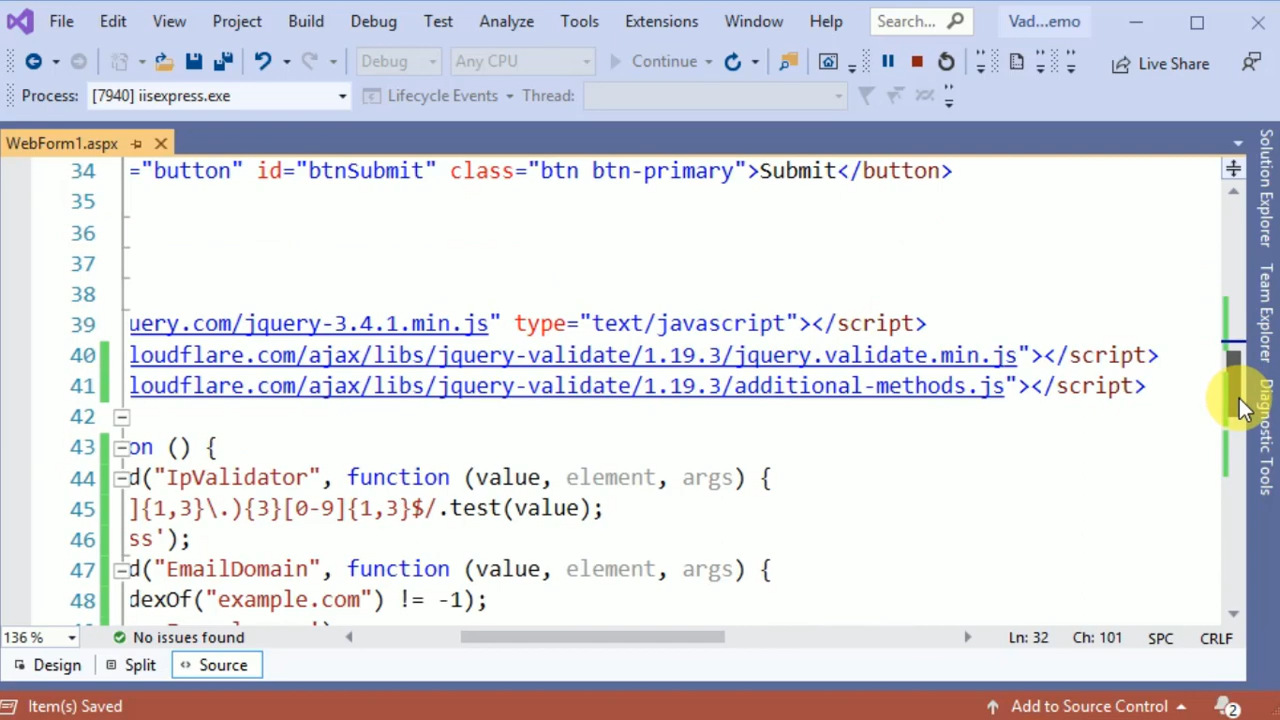 File Edit View Project Build Debug Test Analyze Tools Extensions Window Help Search... Vad...emo
Debug Any CPU Continue Live Share
Process: [7940] iisexpress.exe Lifecycle Events Thread:
WebForm1.aspx
34 ="button" id="btnSubmit" class="btn btn-primary">Submit</button>
35
36
37
38
39 uery.com/jquery-3.4.1.min.js" type="text/javascript"></script>
40 loudflare.com/ajax/libs/jquery-validate/1.19.3/jquery.validate.min.js"></script>
41 loudflare.com/ajax/libs/jquery-validate/1.19.3/additional-methods.js"></script>
42
43 on () {
44 d("IpValidator", function (value, element, args) {
45 ]{1,3}\.){3}[0-9]{1,3}$/.test(value);
46 ss');
47 d("EmailDomain", function (value, element, args) {
48 dexOf("example.com") != -1);
Solution Explorer
Team Explorer
Diagnostic Tools
136 % No issues found Ln: 32 Ch: 101 SPC CRLF
Design Split Source
Item(s) Saved Add to Source Control 2